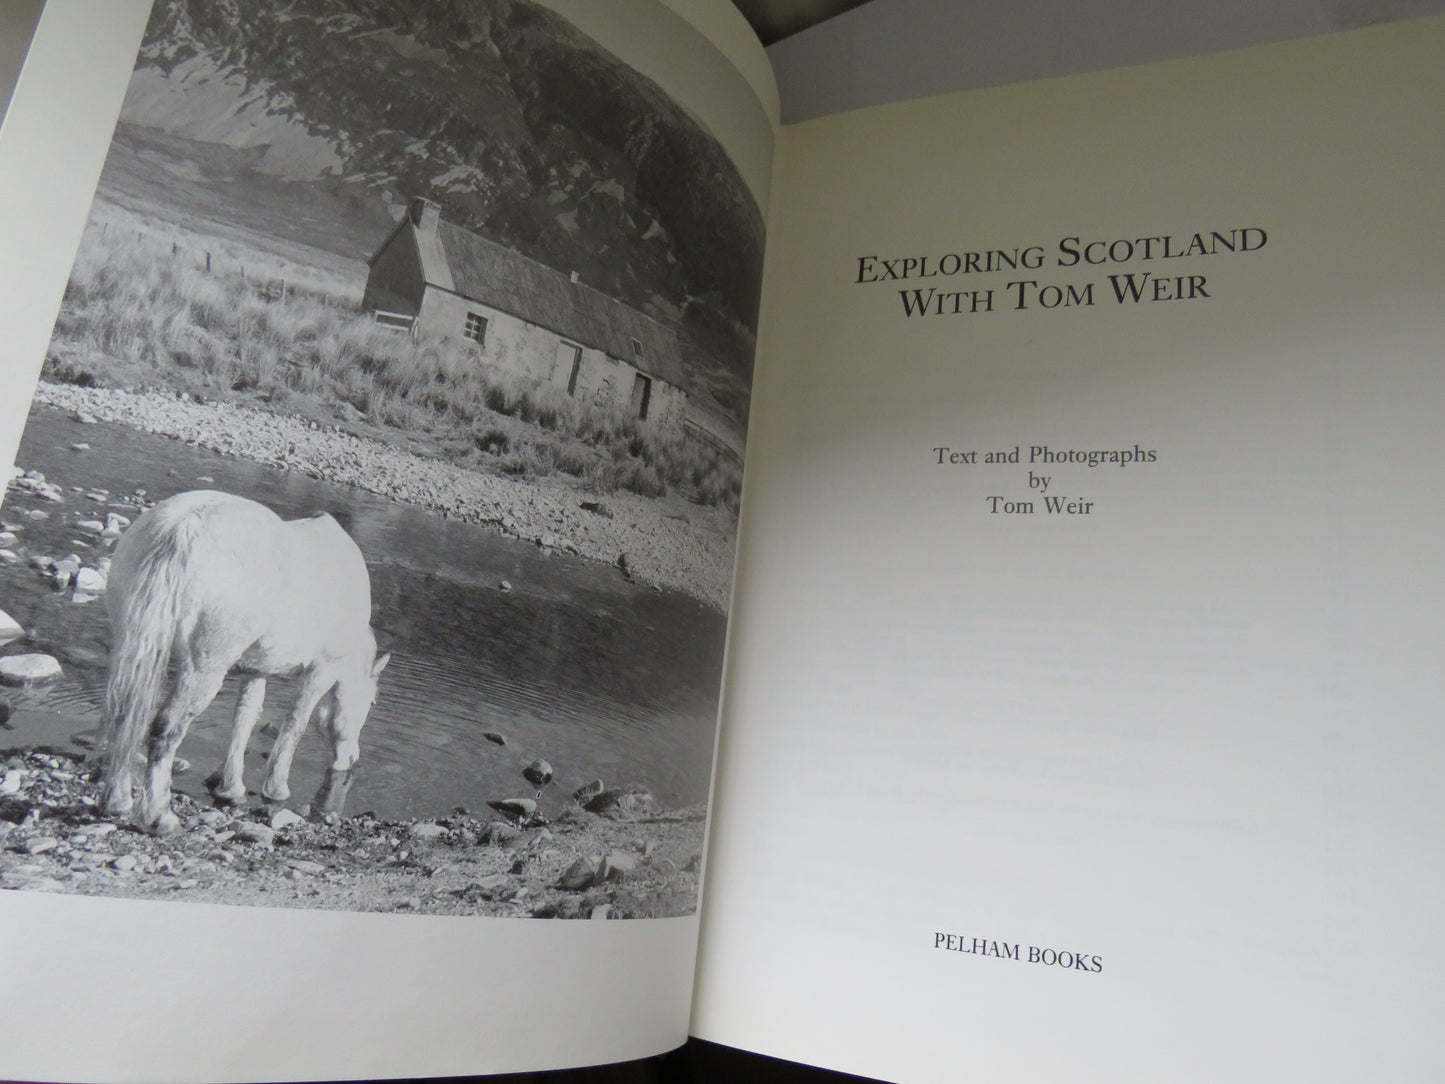 EXPLORING SCOTLAND
WITH TOM WEIR
Text and Photographs
by
Tom Weir
PELHAM BOOKS